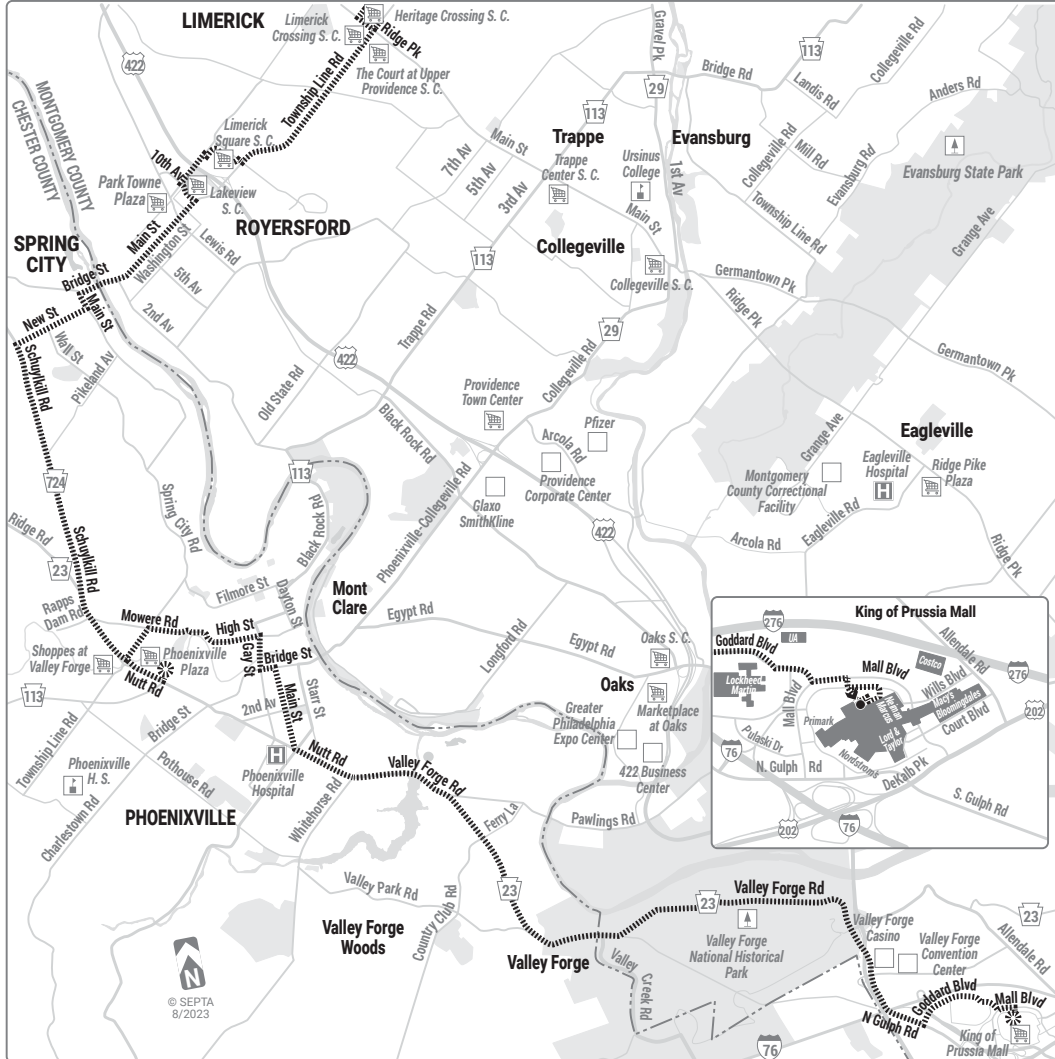 LIMERICK
Limerick
Crossing S. C.
Heritage Crossing S. C.
Ridge Pk
The Court at Upper
Providence S. C.
Township Line Rd
422
MONTGOMERY COUNTY
CHESTER COUNTY
Limerick
Square S. C.
10th Av
Park Towne
Plaza
Lakeview
S. C.
ROYERSFORD
Main St
Washington St
Lewis Rd
5th Av
2nd Av
SPRING
CITY
Bridge St
Main St
New St
Wall St
Pikeland Av
Schuylkill Rd
Gravel Pk
29
Bridge Rd
113
Landis Rd
Collegeville Rd
Anders Rd
113
Main St
Trappe
Evansburg
7th Av
5th Av
3rd Av
Trappe
Center S. C.
Ursinus
College
1st Av
Collegeville Rd
Mill Rd
Evansburg Rd
Evansburg State Park
Township Line Rd
Grange Ave
Main St
Collegeville
Collegeville S. C.
Germantown Pk
Ridge Pk
113
29
Trappe Rd
422
Old State Rd
Collegeville Rd
Germantown Pk
Providence
Town Center
Black Rock Rd
Pfizer
Arcola Rd
Providence
Corporate Center
Glaxo
SmithKline
Phoenixville-Collegeville Rd
Grange Ave
Eagleville
Eagleville
Hospital
H
Ridge Pike
Plaza
Montgomery
County Correctional
Facility
Eagleville Rd
Arcola Rd
Ridge Pk
422
724
113
Black Rock Rd
Spring City Rd
Ridge Rd
23
Schuylkill Rd
Rapps
Dam Rd
Filmore St
Dayton St
Mont
Clare
Mowere Rd
High St
Gay St
Bridge St
Shoppes at
Valley Forge
Phoenixville
Plaza
Nutt Rd
113
Main St
Starr St
2nd Av
Bridge St
Egypt Rd
Longford Rd
Egypt Rd
Oaks S. C.
Oaks
Greater
Philadelphia
Expo Center
Marketplace
at Oaks
422 Business
Center
Township Line Rd
Phoenixville
H. S.
Pothouse Rd
H
Phoenixville
Hospital
Nutt Rd
Valley Forge Rd
Charlestown Rd
PHOENIXVILLE
Whitehorse Rd
Ferry La
Pawlings Rd
Valley Park Rd
Country Club Rd
23
Valley Forge
Woods
Valley Forge
Valley
Creek Rd
23
Valley Forge Rd
Valley Forge
National Historical
Park
Valley Forge
Casino
Valley Forge
Convention
Center
23
Allendale Rd
N Gulph Rd
Goddard Blvd
Mall Blvd
King of
Prussia Mall
76
N
© SEPTA
8/2023
King of Prussia Mall
276
Goddard Blvd
UA
Allendale Rd
276
Mall Blvd
Costco
Lockheed
Martin
Wills Blvd
202
Mall Blvd
Neiman
Marcus
Macy's
Bloomingdales
Court Blvd
Primark
Lord &
Taylor
Pulaski Dr
76
Nordstroms
N. Gulph Rd
DeKalb Pk
S. Gulph Rd
202
76